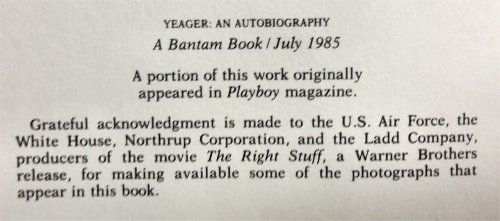 YEAGER: AN AUTOBIOGRAPHY
A Bantam Book / July 1985
A portion of this work originally
appeared in Playboy magazine.
Grateful acknowledgment is made to the U.S. Air Force, the
White House, Northrup Corporation, and the Ladd Company,
producers of the movie The Right Stuff, a Warner Brothers
release, for making available some of the photographs that
appear in this book.